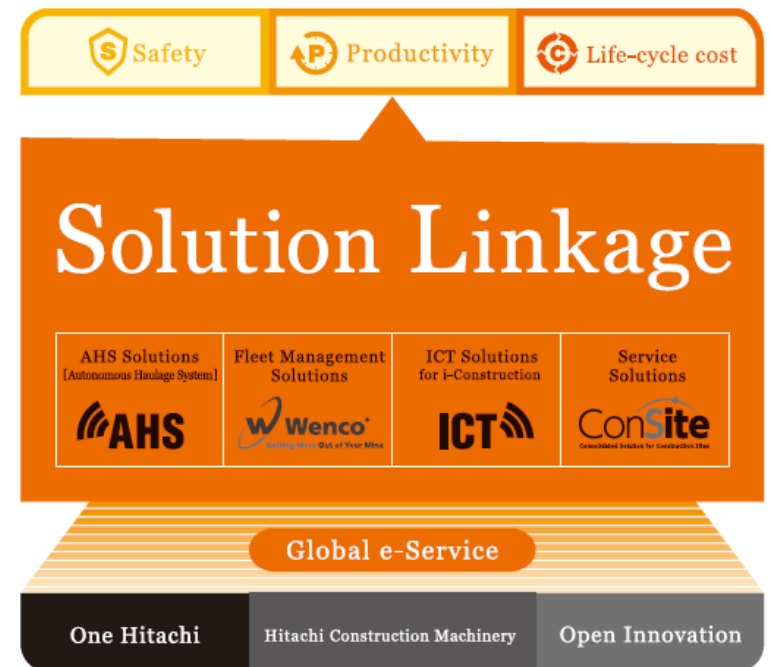 S Safety
P Productivity
C Life-cycle cost
Solution Linkage
AHS Solutions
[Autonomous Haulage System]
AHS
Fleet Management
Solutions
Wenco
Getting More Out of Your Mine
ICT Solutions
for i-Construction
ICT
Service
Solutions
ConSite
Consolidated Solution for Construction Sites
Global e-Service
One Hitachi
Hitachi Construction Machinery
Open Innovation